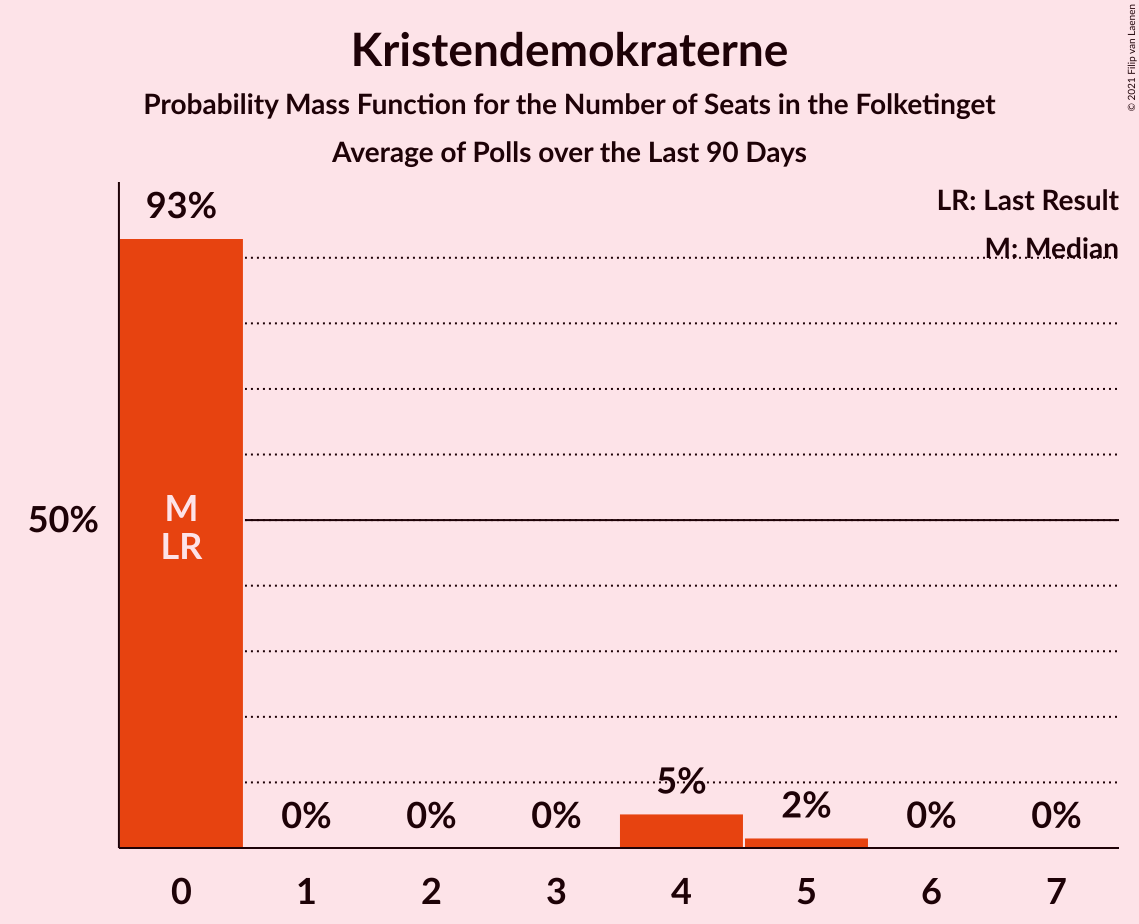 Kristendemokraterne
Probability Mass Function for the Number of Seats in the Folketinget
Average of Polls over the Last 90 Days
© 2021 Filip van Laenen
LR: Last Result
M: Median
93%
50%
M
LR
0% 0% 0% 5% 2% 0% 0%
0 1 2 3 4 5 6 7